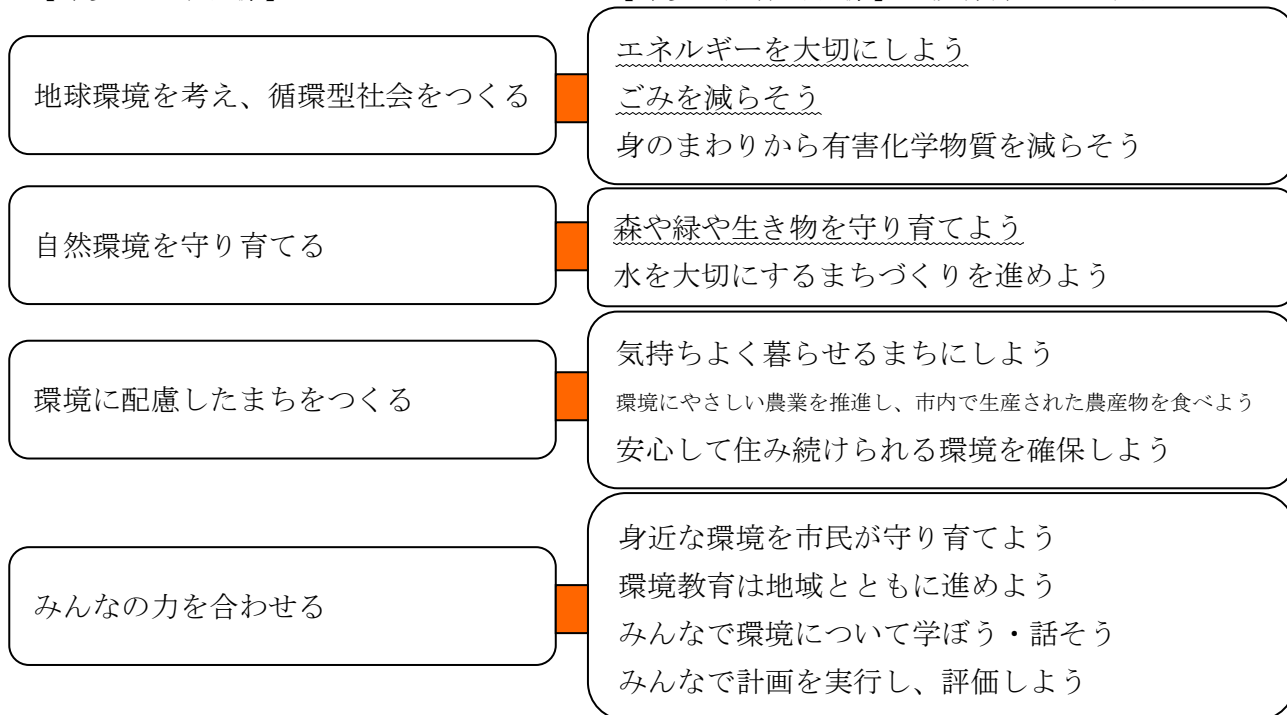 地球環境を考え、循環型社会をつくる
エネルギーを大切にしよう
ごみを減らそう
身のまわりから有害化学物質を減らそう
自然環境を守り育てる
森や緑や生き物を守り育てよう
水を大切にするまちづくりを進めよう
環境に配慮したまちをつくる
気持ちよく暮らせるまちにしよう
環境にやさしい農業を推進し、市内で生産された農産物を食べよう
安心して住み続けられる環境を確保しよう
みんなの力を合わせる
身近な環境を市民が守り育てよう
環境教育は地域とともに進めよう
みんなで環境について学ぼう・話そう
みんなで計画を実行し、評価しよう